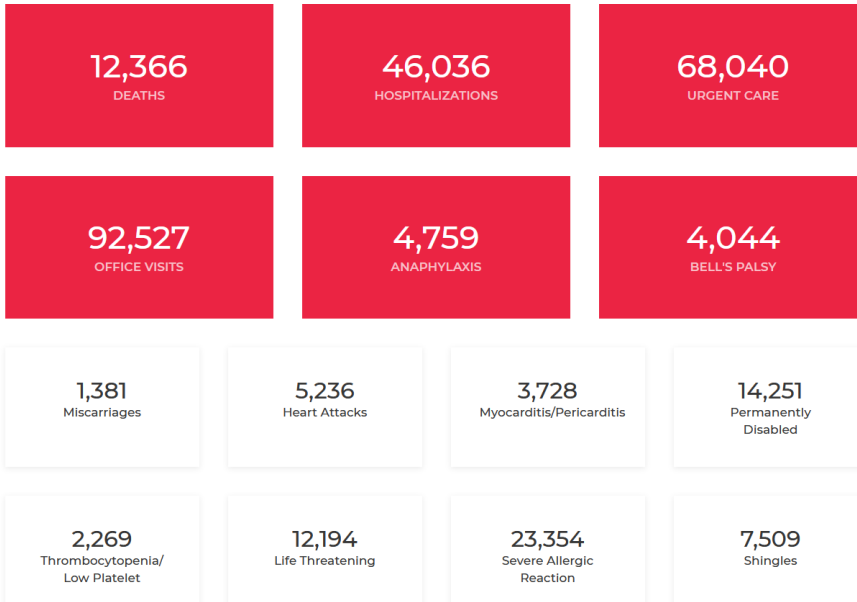 12,366
DEATHS
46,036
HOSPITALIZATIONS
68,040
URGENT CARE
92,527
OFFICE VISITS
4,759
ANAPHYLAXIS
4,044
BELL'S PALSY
1,381
Miscarriages
5,236
Heart Attacks
3,728
Myocarditis/Pericarditis
14,251
Permanently
Disabled
2,269
Thrombocytopenia/
Low Platelet
12,194
Life Threatening
23,354
Severe Allergic
Reaction
7,509
Shingles